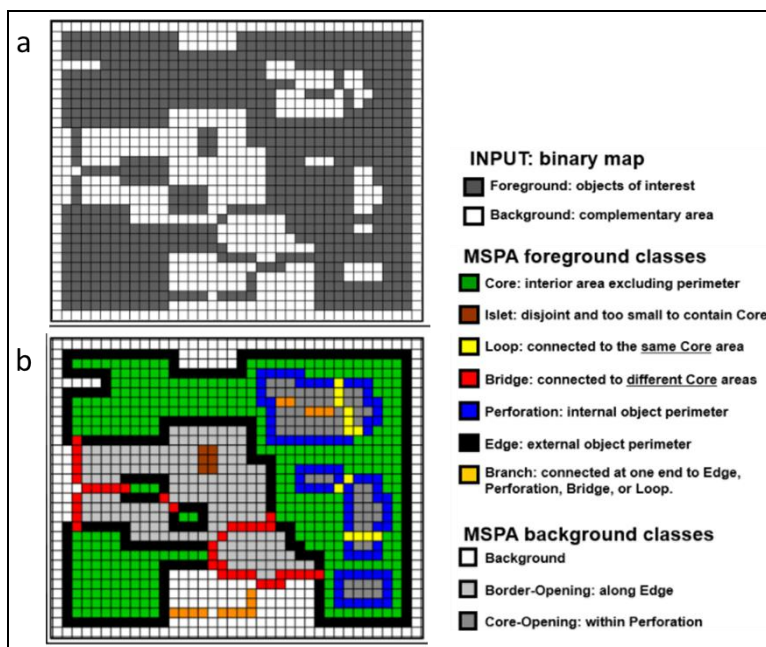 a
b
INPUT: binary map
Foreground: objects of interest
Background: complementary area
MSPA foreground classes
Core: interior area excluding perimeter
Islet: disjoint and too small to contain Core
Loop: connected to the same Core area
Bridge: connected to different Core areas
Perforation: internal object perimeter
Edge: external object perimeter
Branch: connected at one end to Edge,
Perforation, Bridge, or Loop.
MSPA background classes
Background
Border-Opening: along Edge
Core-Opening: within Perforation